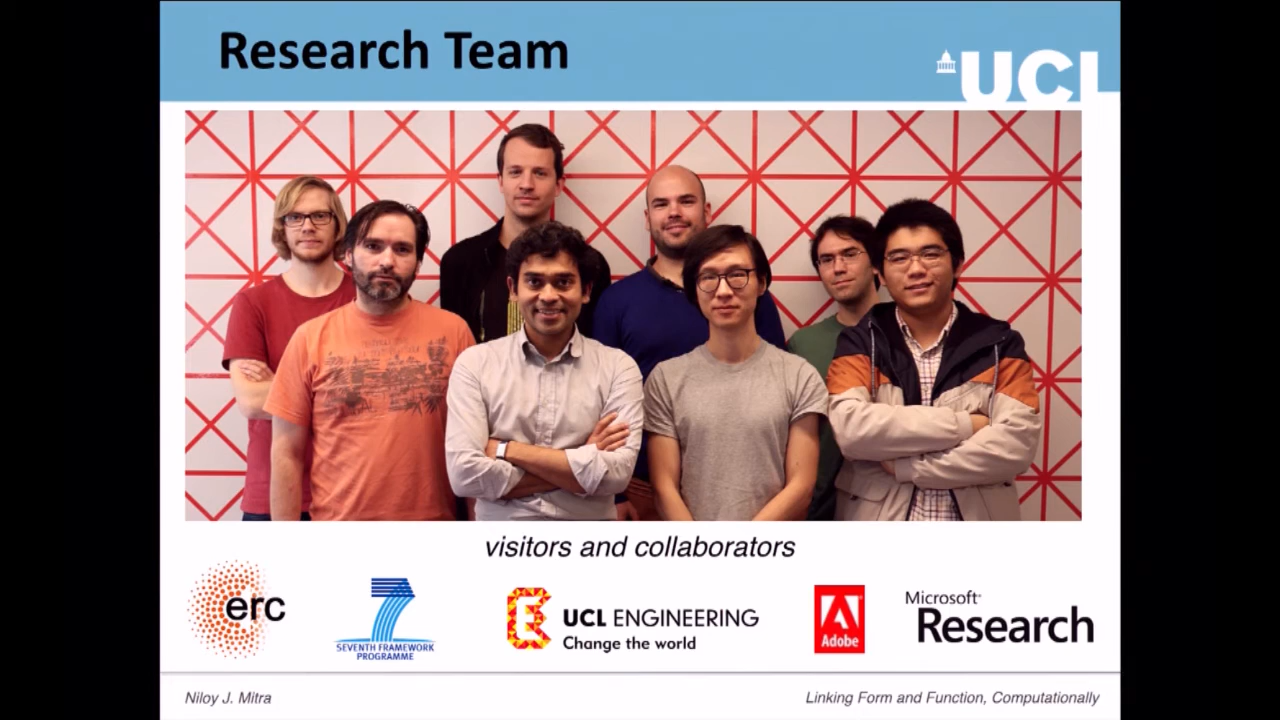 Research Team
UCL
visitors and collaborators
erc
7
SEVENTH FRAMEWORK
PROGRAMME
UCL ENGINEERING
Change the world
Adobe
Microsoft
Research
Niloy J. Mitra
Linking Form and Function, Computationally